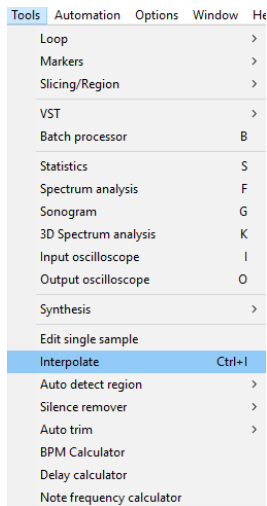 Tools Automation Options Window He
Loop >
Markers >
Slicing/Region >
VST >
Batch processor B
Statistics S
Spectrum analysis F
Sonogram G
3D Spectrum analysis K
Input oscilloscope I
Output oscilloscope O
Synthesis >
Edit single sample
Interpolate Ctrl+I
Auto detect region >
Silence remover >
Auto trim >
BPM Calculator
Delay calculator
Note frequency calculator